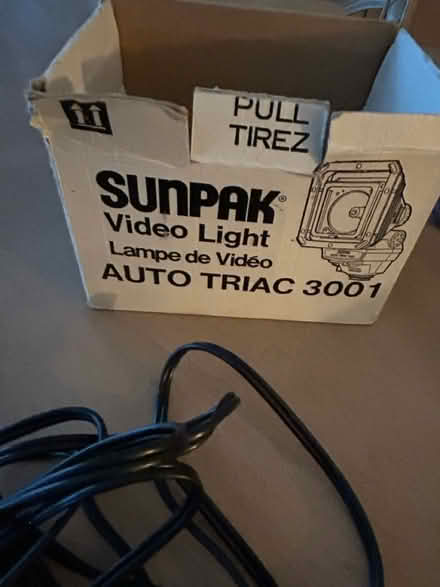 PULL
TIREZ
SUNPAK®
Video Light
Lampe de Vidéo
AUTO TRIAC 3001